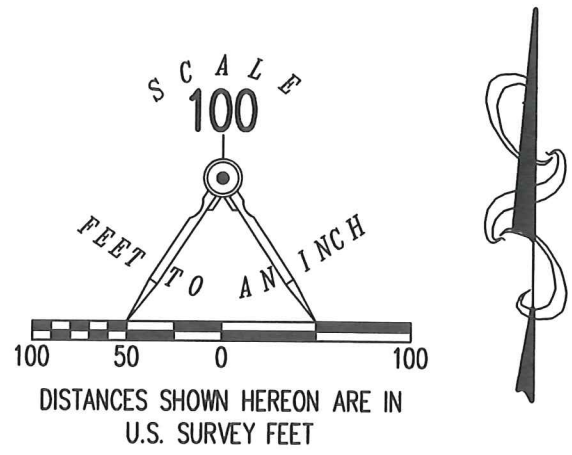 SCALE
100
FEET TO AN INCH
100 50 0 100
DISTANCES SHOWN HEREON ARE IN
U.S. SURVEY FEET